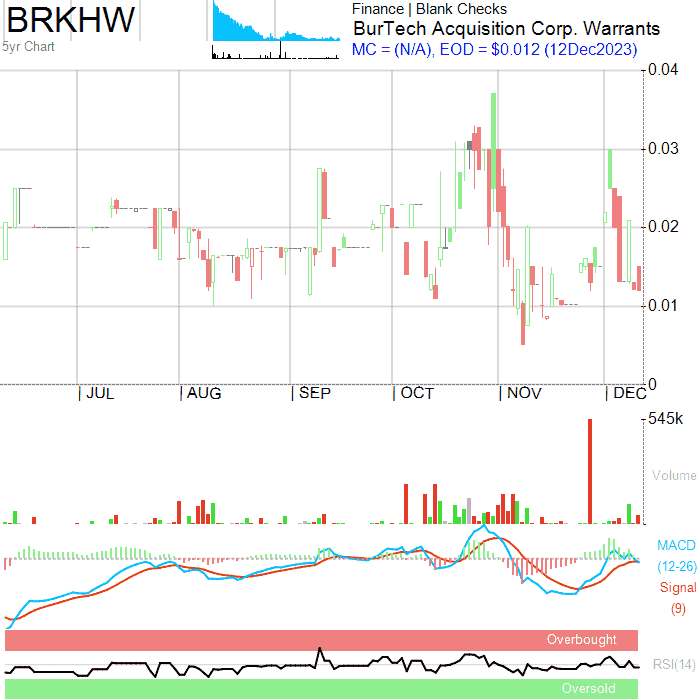 BRKHW
5yr Chart
Finance | Blank Checks
BurTech Acquisition Corp. Warrants
MC = (N/A), EOD = $0.012 (12Dec2023)
0.04
0.03
0.02
0.01
0
| JUL | AUG | SEP | OCT | NOV | DEC
545k
Volume
MACD
(12-26)
Signal
(9)
Overbought
RSI(14)
Oversold